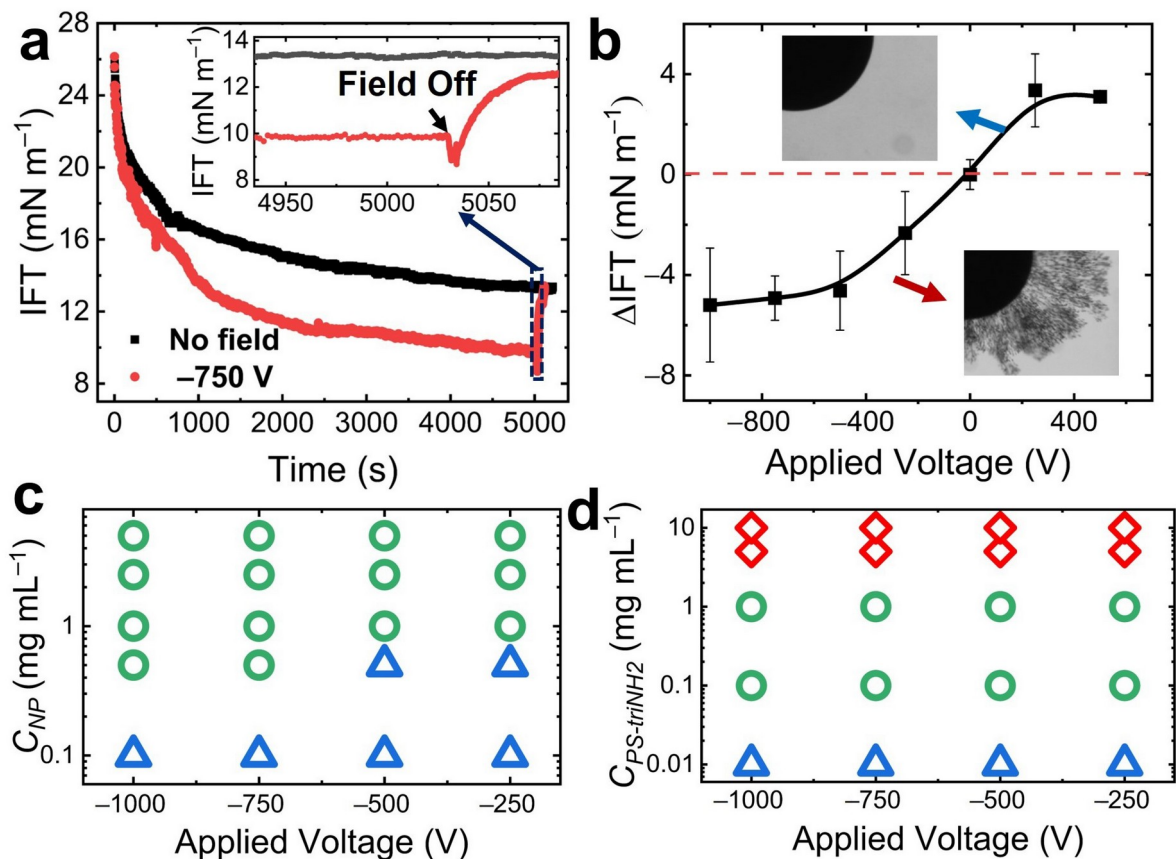 a
28
24
20
16
12
8
IFT (mN m⁻¹)
14
12
10
8
IFT (mN m⁻¹)
Field Off
4950 5000 5050
No field
−750 V
0 1000 2000 3000 4000 5000
Time (s)
b
4
0
−4
−8
ΔIFT (mN m⁻¹)
−800 −400 0 400
Applied Voltage (V)
c
1
0.1
C_NP (mg mL⁻¹)
−1000 −750 −500 −250
Applied Voltage (V)
d
10
1
0.1
0.01
C_PS-triNH2 (mg mL⁻¹)
−1000 −750 −500 −250
Applied Voltage (V)